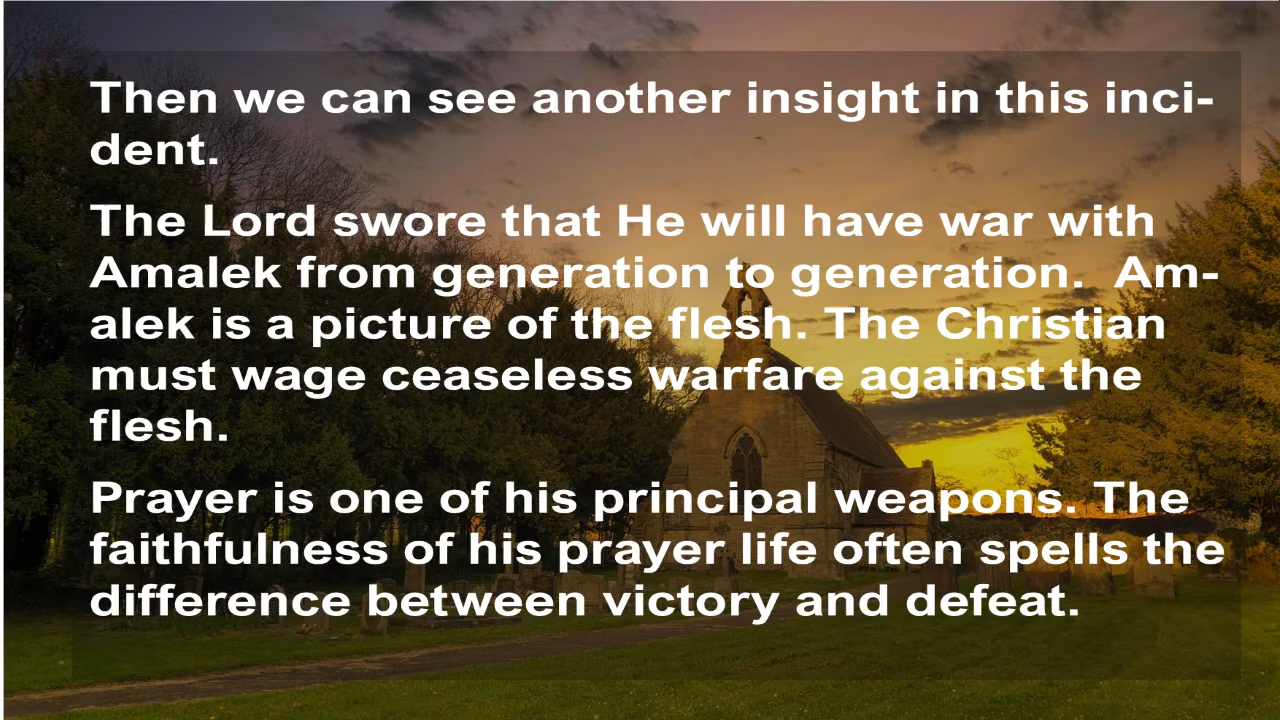 Then we can see another insight in this inci-
dent.
The Lord swore that He will have war with
Amalek from generation to generation.  Am-
alek is a picture of the flesh. The Christian
must wage ceaseless warfare against the
flesh.
Prayer is one of his principal weapons. The
faithfulness of his prayer life often spells the
difference between victory and defeat.